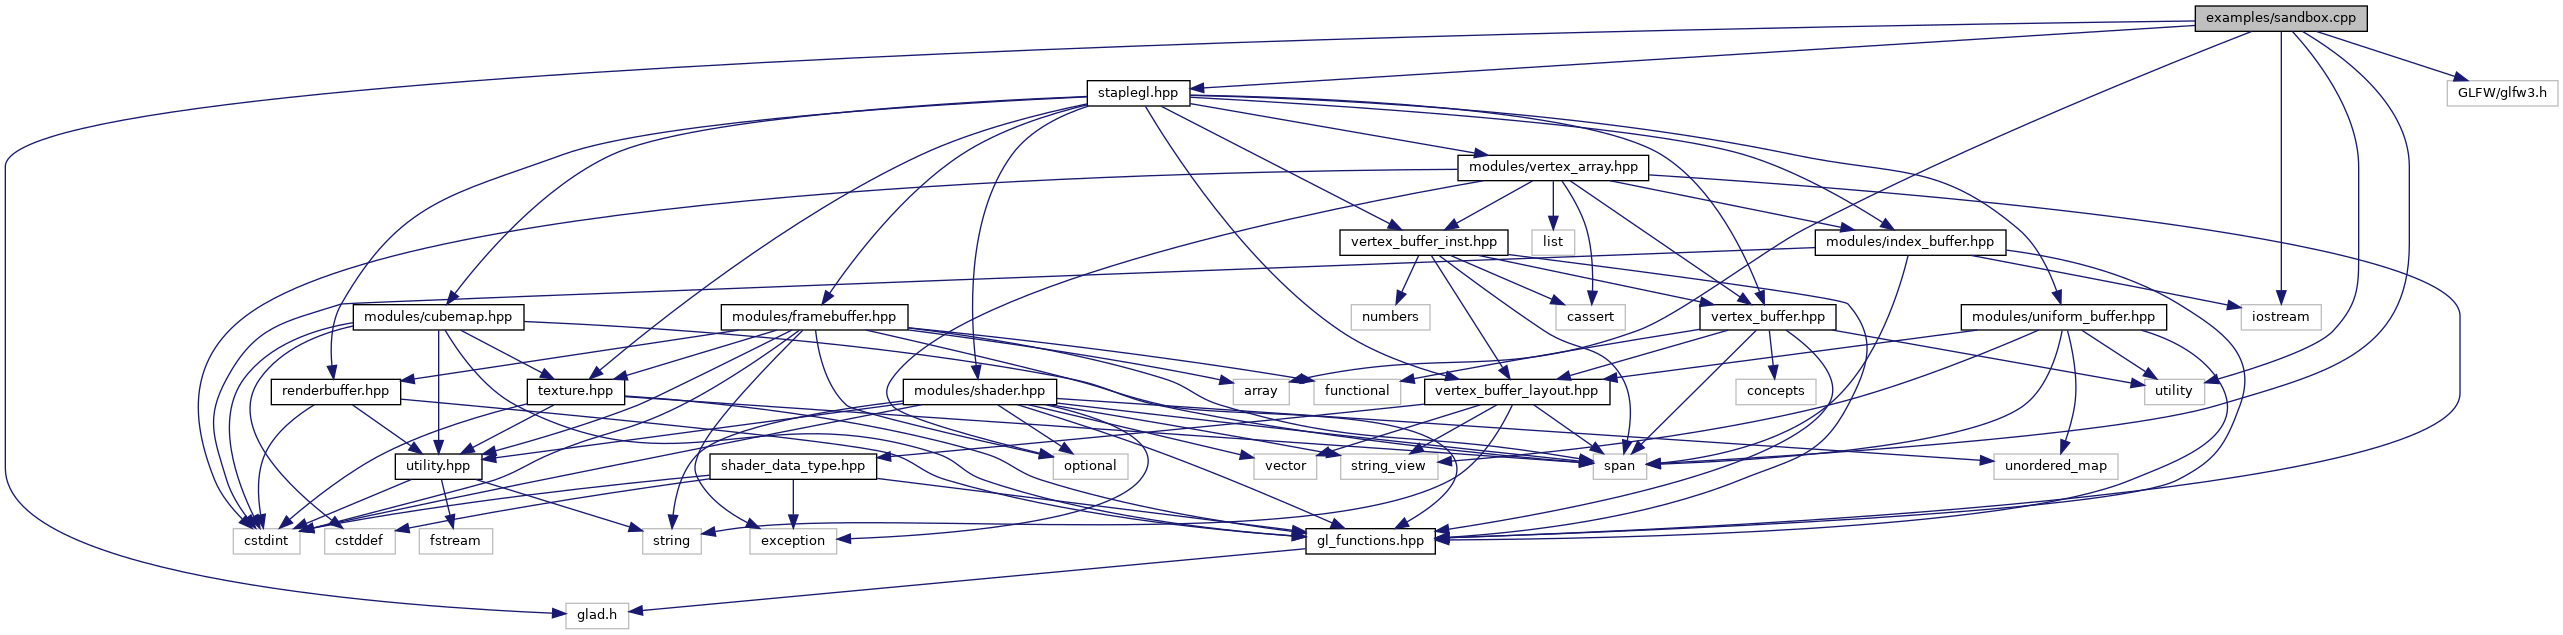 examples/sandbox.cpp
staplegl.hpp
GLFW/glfw3.h
modules/vertex_array.hpp
vertex_buffer_inst.hpp
list
modules/index_buffer.hpp
modules/cubemap.hpp
modules/framebuffer.hpp
numbers
cassert
vertex_buffer.hpp
modules/uniform_buffer.hpp
iostream
renderbuffer.hpp
texture.hpp
modules/shader.hpp
array
functional
vertex_buffer_layout.hpp
concepts
utility
utility.hpp
shader_data_type.hpp
optional
vector
string_view
span
unordered_map
cstdint
cstddef
fstream
string
exception
gl_functions.hpp
glad.h